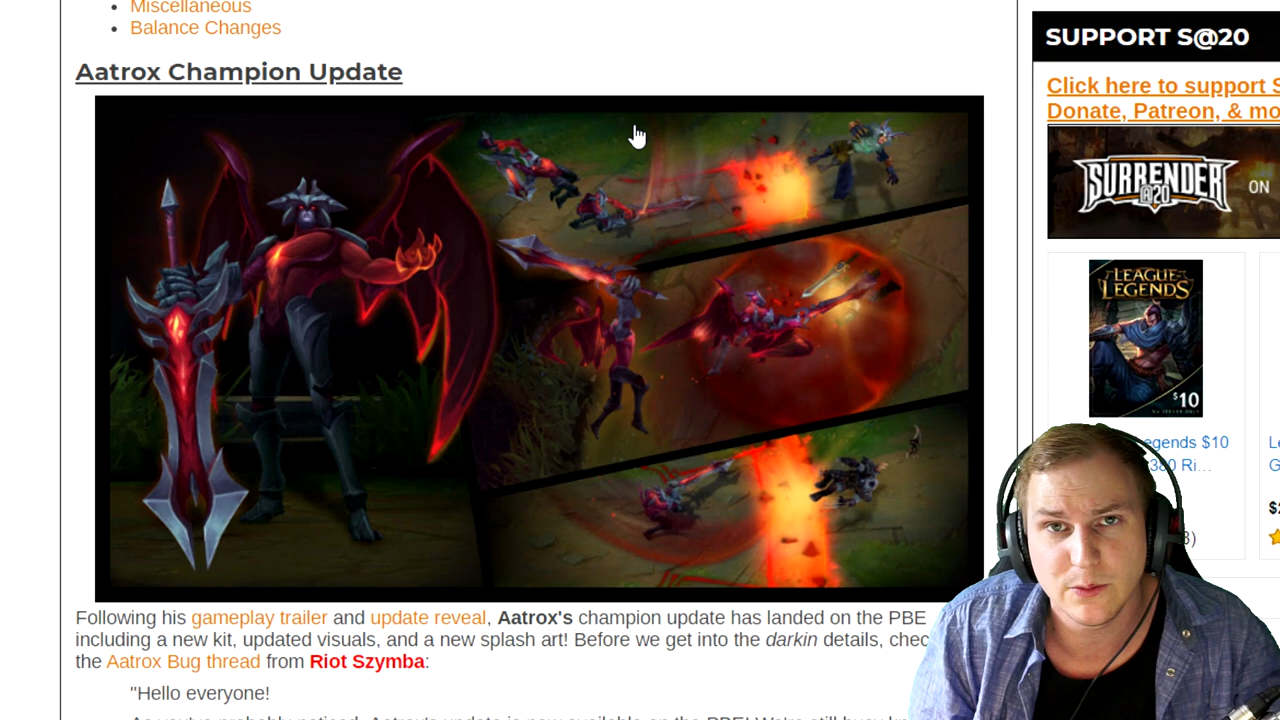 Miscellaneous
Balance Changes
Aatrox Champion Update
Following his gameplay trailer and update reveal, Aatrox's champion update has landed on the PBE
including a new kit, updated visuals, and a new splash art! Before we get into the darkin details, chec
the Aatrox Bug thread from Riot Szymba:
"Hello everyone!
SUPPORT S@20
Click here to support S
Donate, Patreon, & mo
SURRENDER
@20
ON
LEAGUE
OF
LEGENDS
$10
egends $10
380 Ri...